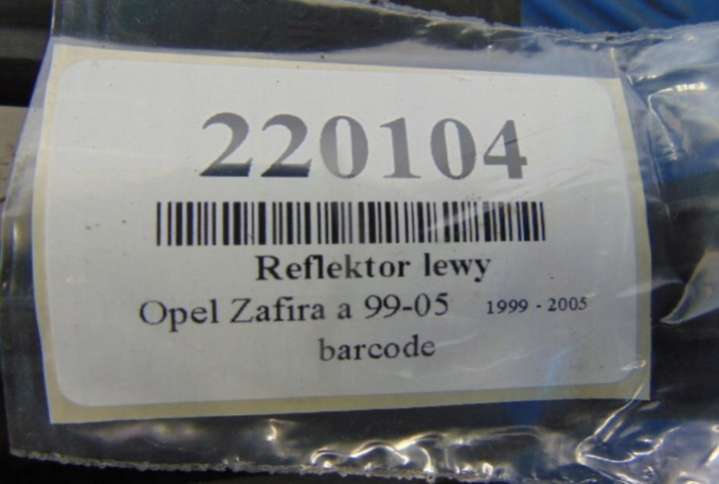 220104
Reflektor lewy
Opel Zafira a 99-05 1999 - 2005
barcode